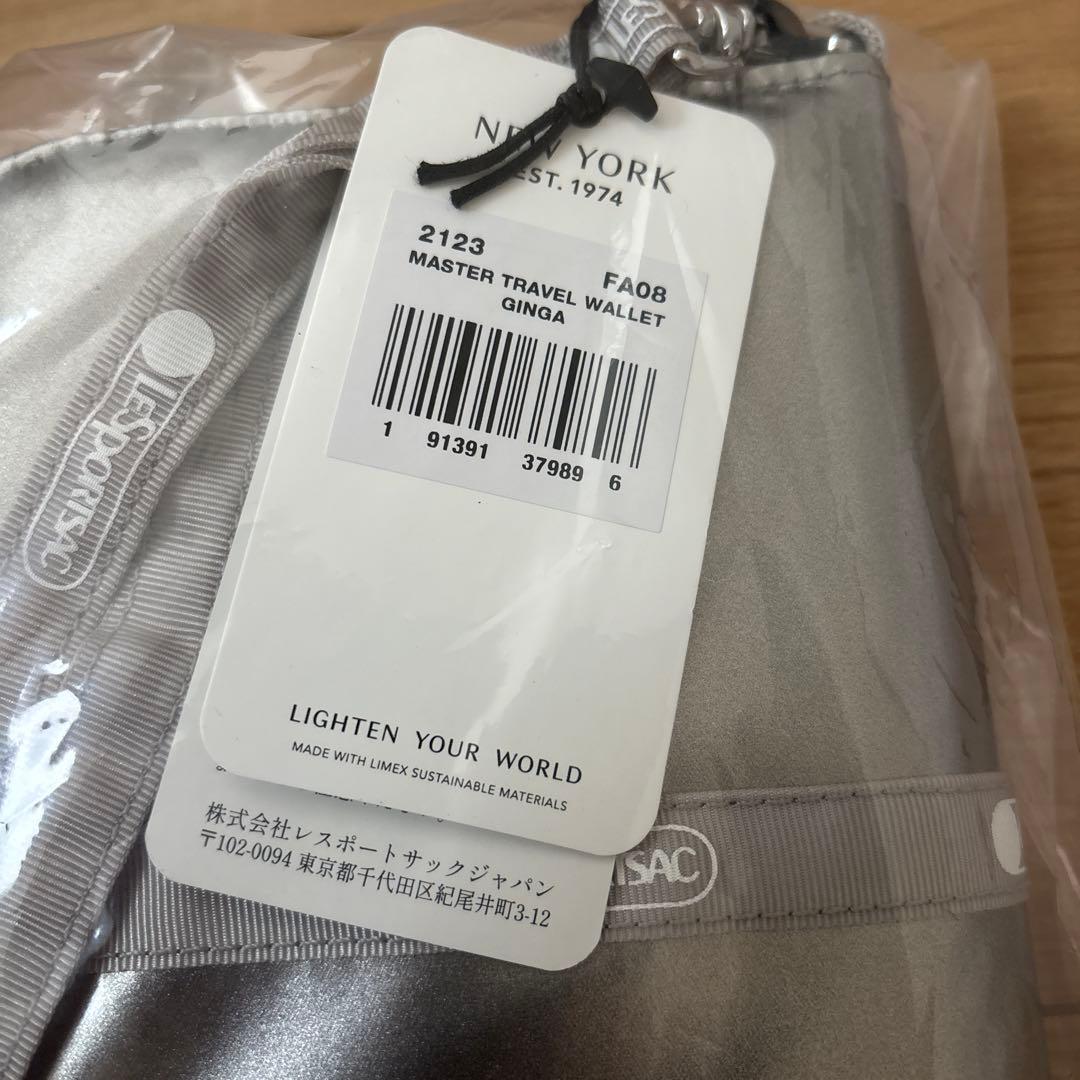 NEW YORK
EST. 1974
2123
FA08
MASTER TRAVEL WALLET
GINGA
1 91391 37989 6
LESPORTSAC
LIGHTEN YOUR WORLD
MADE WITH LIMEX SUSTAINABLE MATERIALS
株式会社レスポートサックジャパン
〒102-0094 東京都千代田区紀尾井町3-12
RTSAC